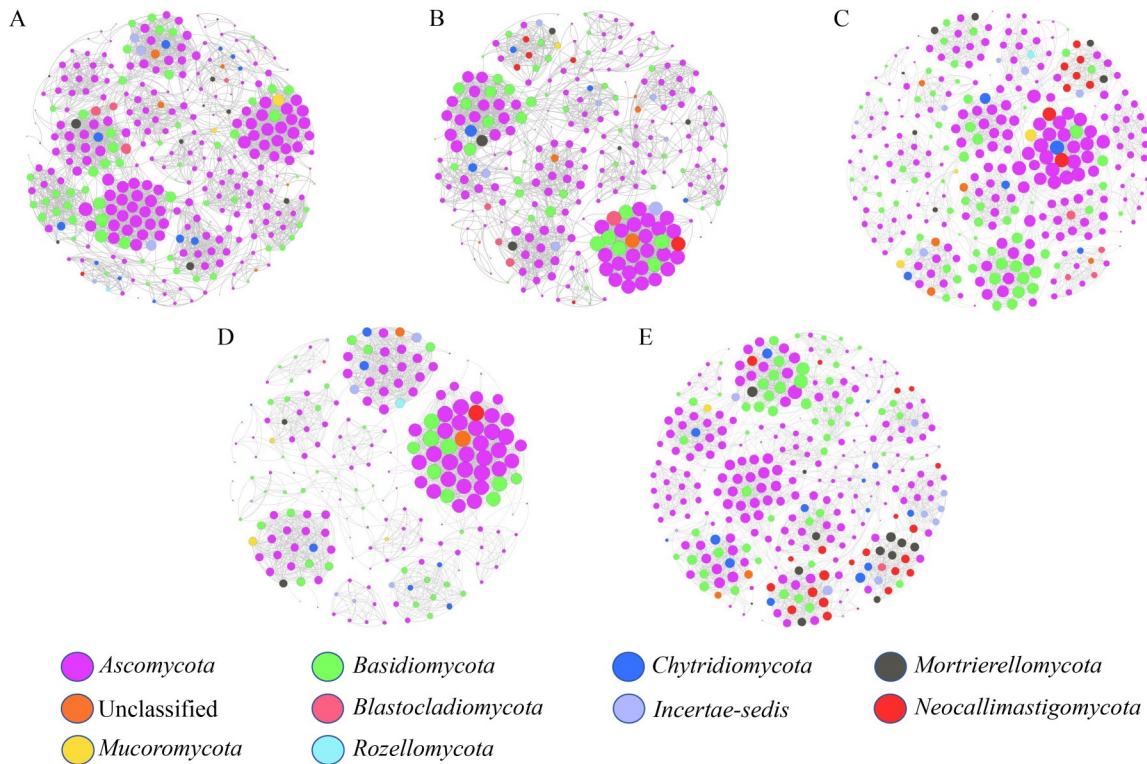 A B C
D E
Ascomycota Basidiomycota Chytridiomycota Mortrierellomycota
Unclassified Blastocladiomycota Incertae-sedis Neocallimastigomycota
Mucoromycota Rozellomycota